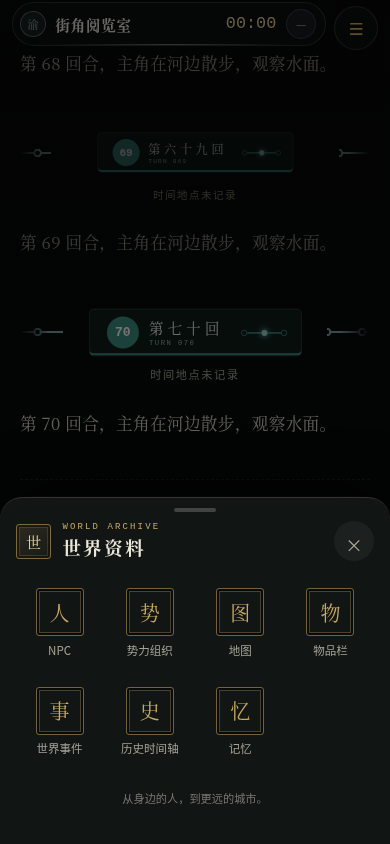 渝 街角阅览室 00:00 – ☰
第 68 回合，主角在河边散步，观察水面。
69 第六十九回
TURN 069
时间地点未记录
第 69 回合，主角在河边散步，观察水面。
70 第七十回
TURN 070
时间地点未记录
第 70 回合，主角在河边散步，观察水面。
WORLD ARCHIVE
世 世界资料 ×
人 势 图 物
NPC 势力组织 地图 物品栏
事 史 忆
世界事件 历史时间轴 记忆
从身边的人，到更远的城市。